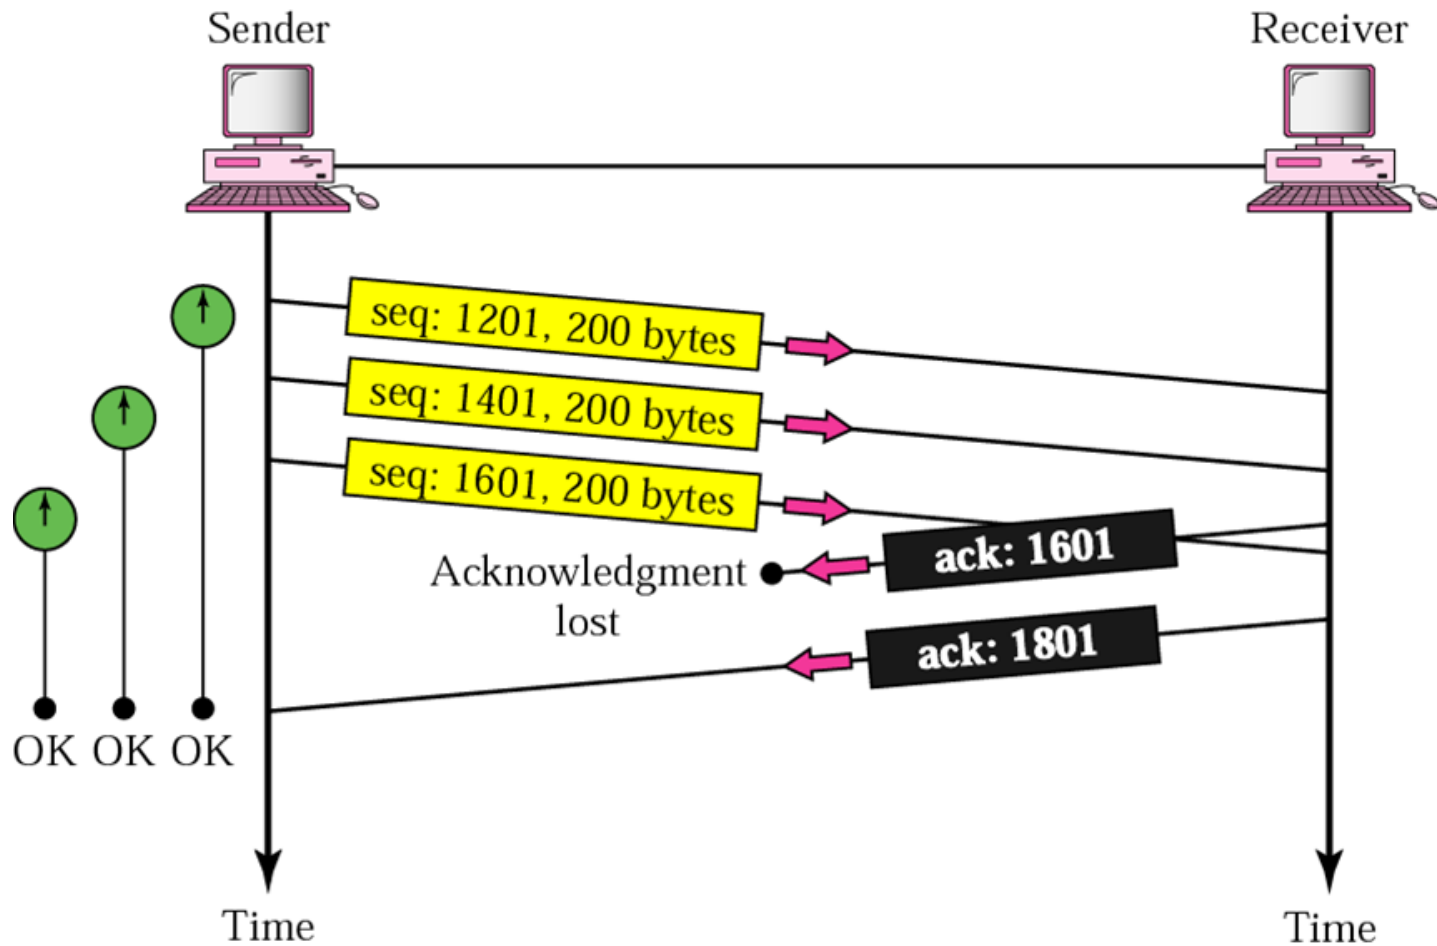 Sender
Receiver
seq: 1201, 200 bytes
seq: 1401, 200 bytes
seq: 1601, 200 bytes
ack: 1601
Acknowledgment
lost
ack: 1801
OK OK OK
Time
Time